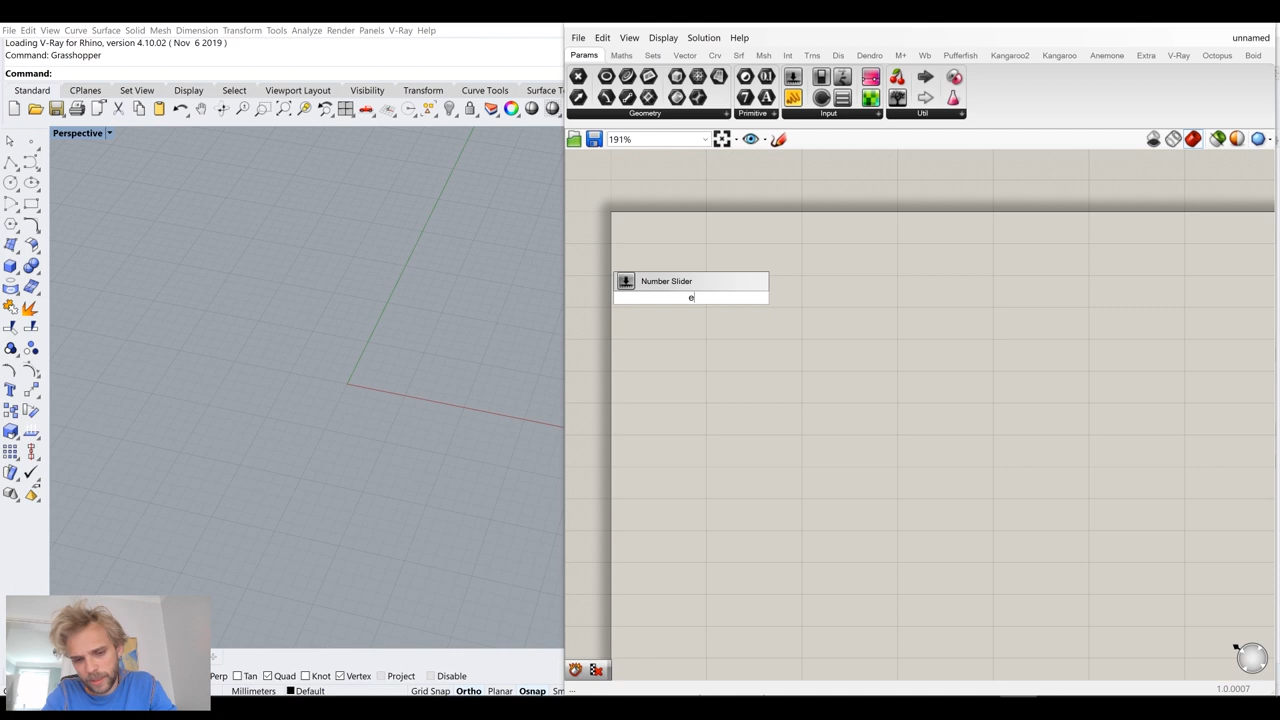 File Edit View Curve Surface Solid Mesh Dimension Transform Tools Analyze Render Panels V-Ray Help
Loading V-Ray for Rhino, version 4.10.02 ( Nov 6 2019 )
Command: Grasshopper
Command:
Standard CPlanes Set View Display Select Viewport Layout Visibility Transform Curve Tools Surface T
Perspective
File Edit View Display Solution Help unnamed
Params Maths Sets Vector Crv Srf Msh Int Trns Dis Dendro M+ Wb Pufferfish Kangaroo2 Kangaroo Anemone Extra V-Ray Octopus Boid
Geometry Primitive Input Util
191%
Number Slider
e
Perp Tan Quad Knot Vertex Project Disable
Millimeters Default Grid Snap Ortho Planar Osnap Sm
...
1.0.0007